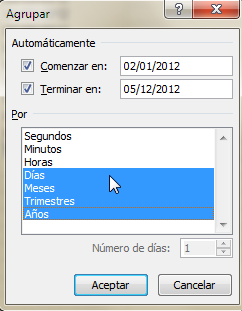 Agrupar
Automáticamente
Comenzar en: 02/01/2012
Terminar en: 05/12/2012
Por
Segundos
Minutos
Horas
Días
Meses
Trimestres
Años
Número de días: 1
Aceptar Cancelar